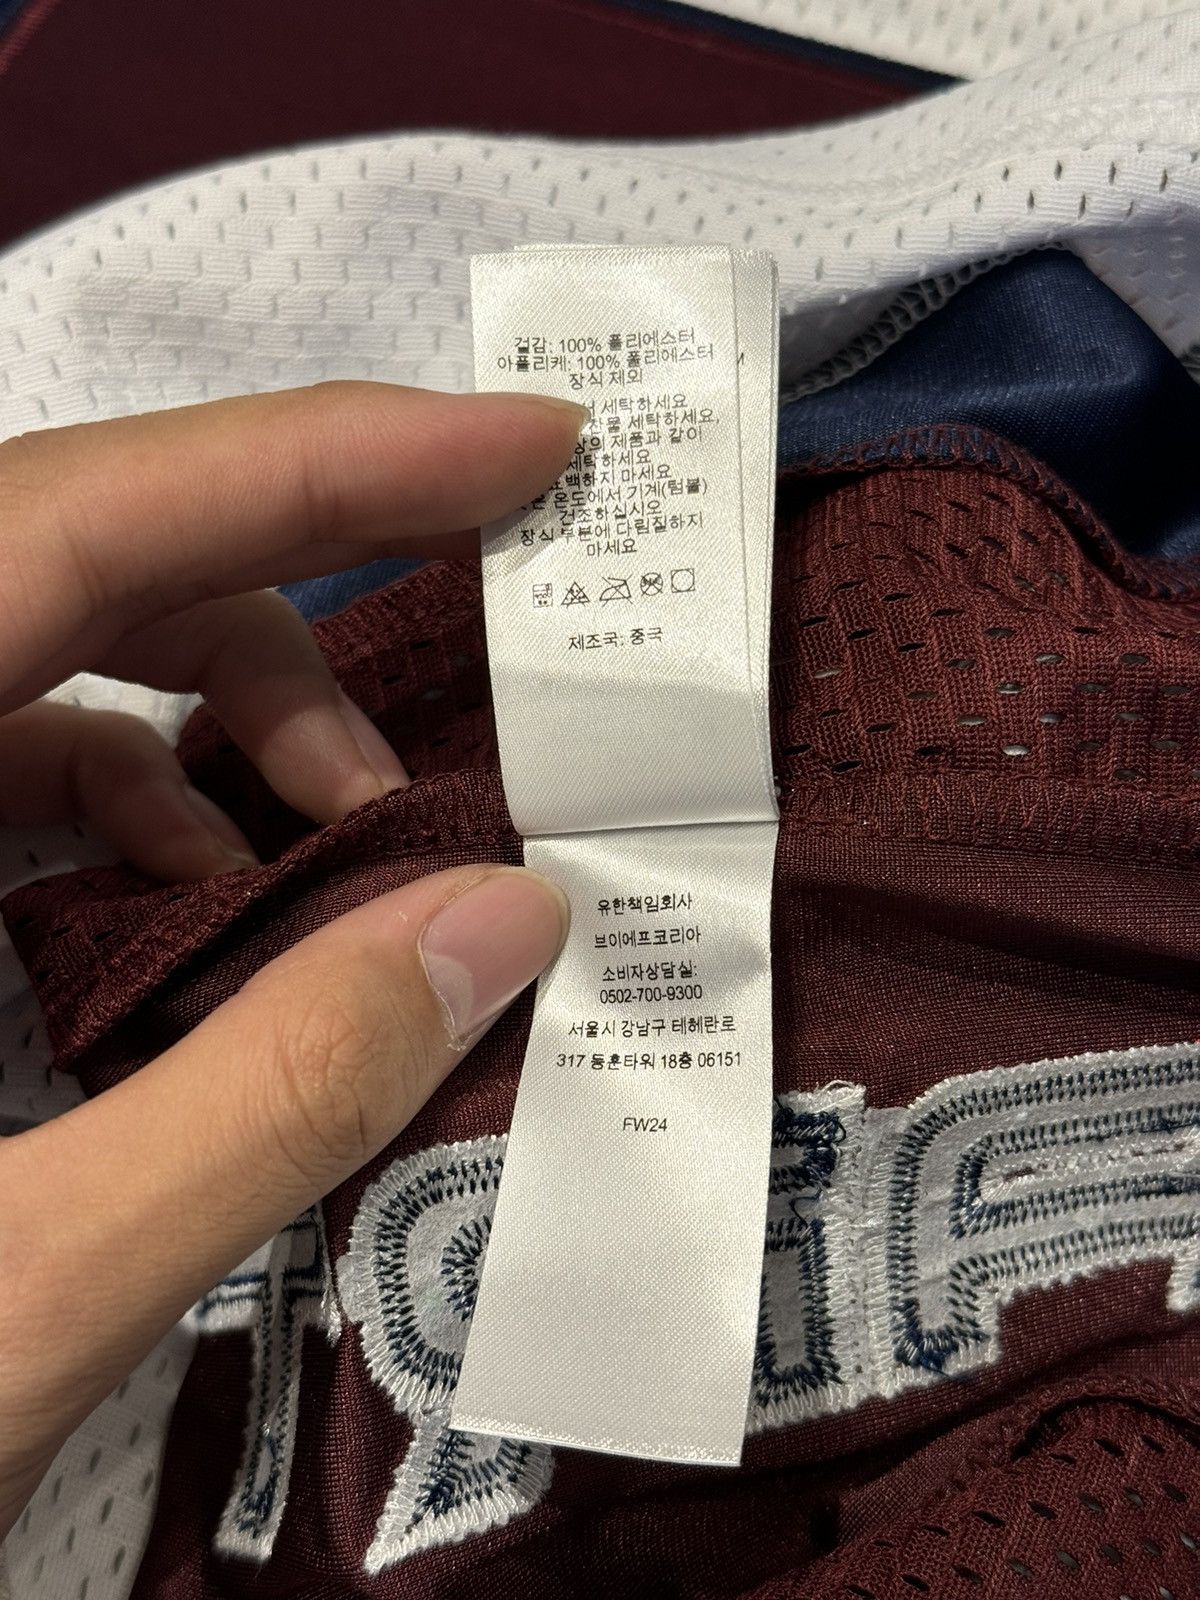 겉감: 100% 폴리에스터
아플리케: 100% 폴리에스터
장식 제외
세탁하세요
찬물 세탁하세요,
제품과 같이
세탁하세요
마세요
온도에서 기계(텀블)
건조하십시오
장식 부분에 다림질하지
마세요
제조국: 중국
유한책임회사
브이에프코리아
소비자상담실:
0502-700-9300
서울시 강남구 테헤란로
317 동훈타워 18층 06151
FW24